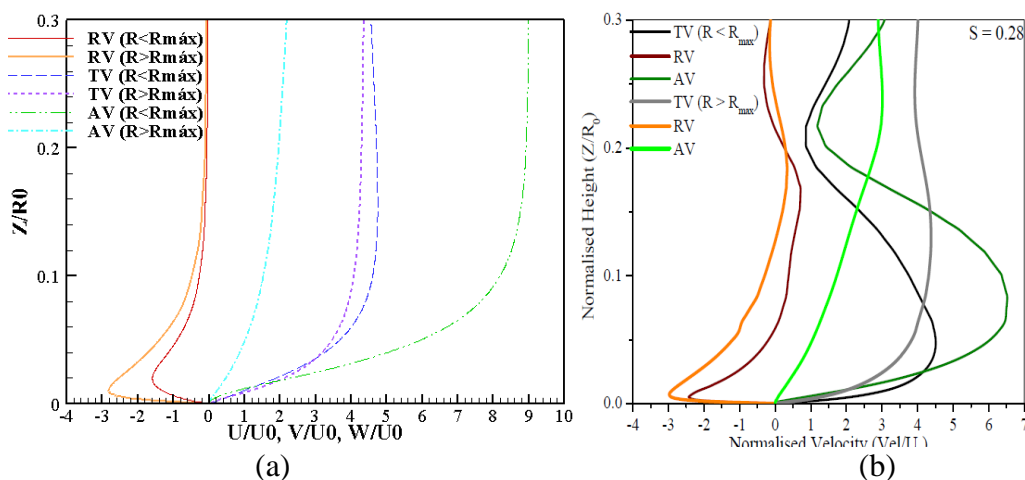 0.3
0.2
0.1
0
Z/R0
RV (R<Rmáx)
RV (R>Rmáx)
TV (R<Rmáx)
TV (R>Rmáx)
AV (R<Rmáx)
AV (R>Rmáx)
-4 -3 -2 -1 0 1 2 3 4 5 6 7 8 9 10
U/U0, V/U0, W/U0
(a)
0.3
0.2
0.1
0.0
Normalised Height (Z/R0)
TV (R < Rmax)
RV
AV
TV (R > Rmax)
RV
AV
S = 0.28
-4 -3 -2 -1 0 1 2 3 4 5 6 7
Normalised Velocity (Vel/U
(b)